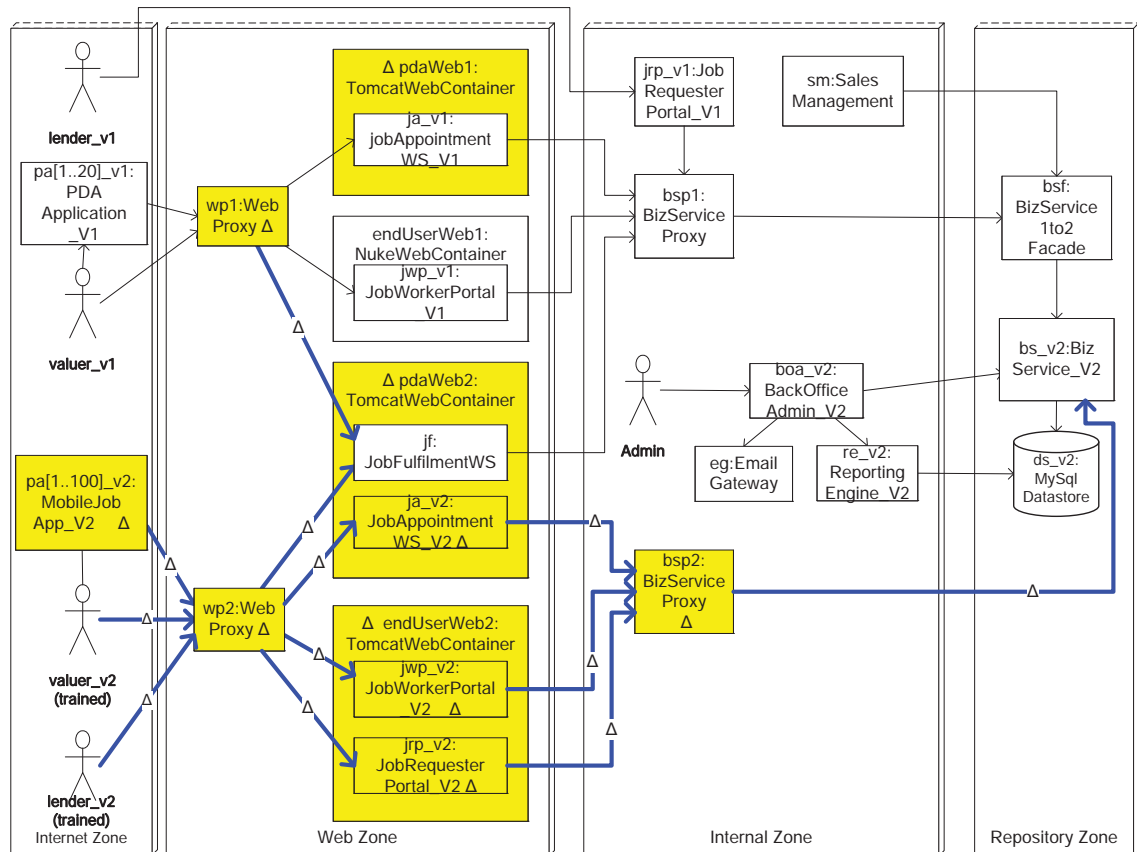 lender_v1
pa[1..20]_v1:
PDA
Application
_V1
valuer_v1
pa[1..100]_v2:
MobileJob
App_V2 Δ
valuer_v2
(trained)
lender_v2
(trained)
Internet Zone
wp1:Web
Proxy Δ
Δ
Δ
Δ
Δ
wp2:Web
Proxy Δ
Δ pdaWeb1:
TomcatWebContainer
ja_v1:
jobAppointment
WS_V1
endUserWeb1:
NukeWebContainer
jwp_v1:
JobWorkerPortal
_V1
Δ
Δ
Δ
Δ
Δ
Δ pdaWeb2:
TomcatWebContainer
jf:
JobFulfilmentWS
ja_v2:
JobAppointment
WS_V2 Δ
Δ endUserWeb2:
TomcatWebContainer
jwp_v2:
JobWorkerPortal
_V2 Δ
jrp_v2:
JobRequester
Portal_V2 Δ
Web Zone
jrp_v1:Job
Requester
Portal_V1
sm:Sales
Management
bsp1:
BizService
Proxy
Admin
boa_v2:
BackOffice
Admin_V2
eg:Email
Gateway
re_v2:
Reporting
Engine_V2
Δ
Δ
Δ
bsp2:
BizService
Proxy
Δ
Internal Zone
bsf:
BizService
1to2
Facade
bs_v2:Biz
Service_V2
ds_v2:
MySql
Datastore
Repository Zone